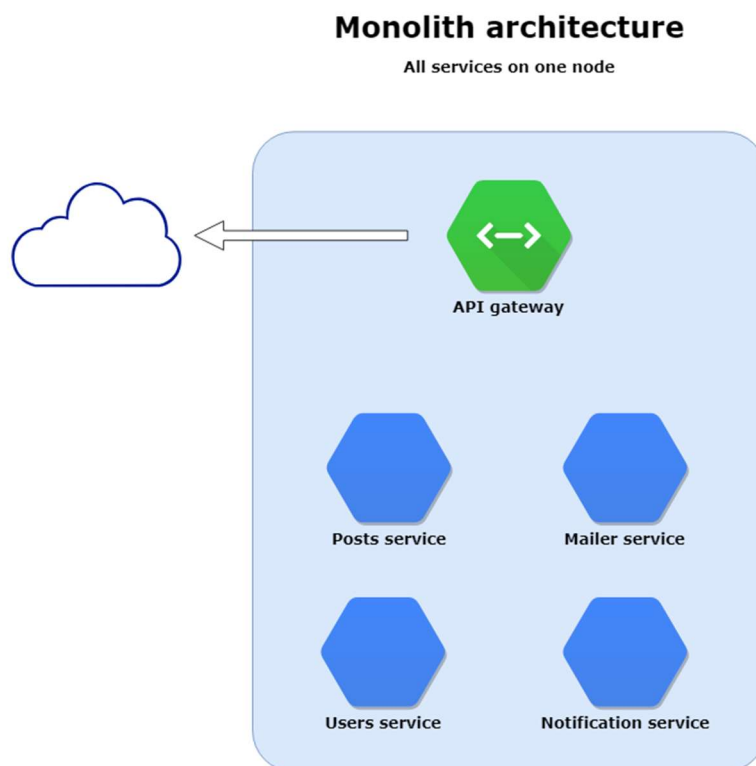 Monolith architecture
All services on one node
API gateway
Posts service
Mailer service
Users service
Notification service